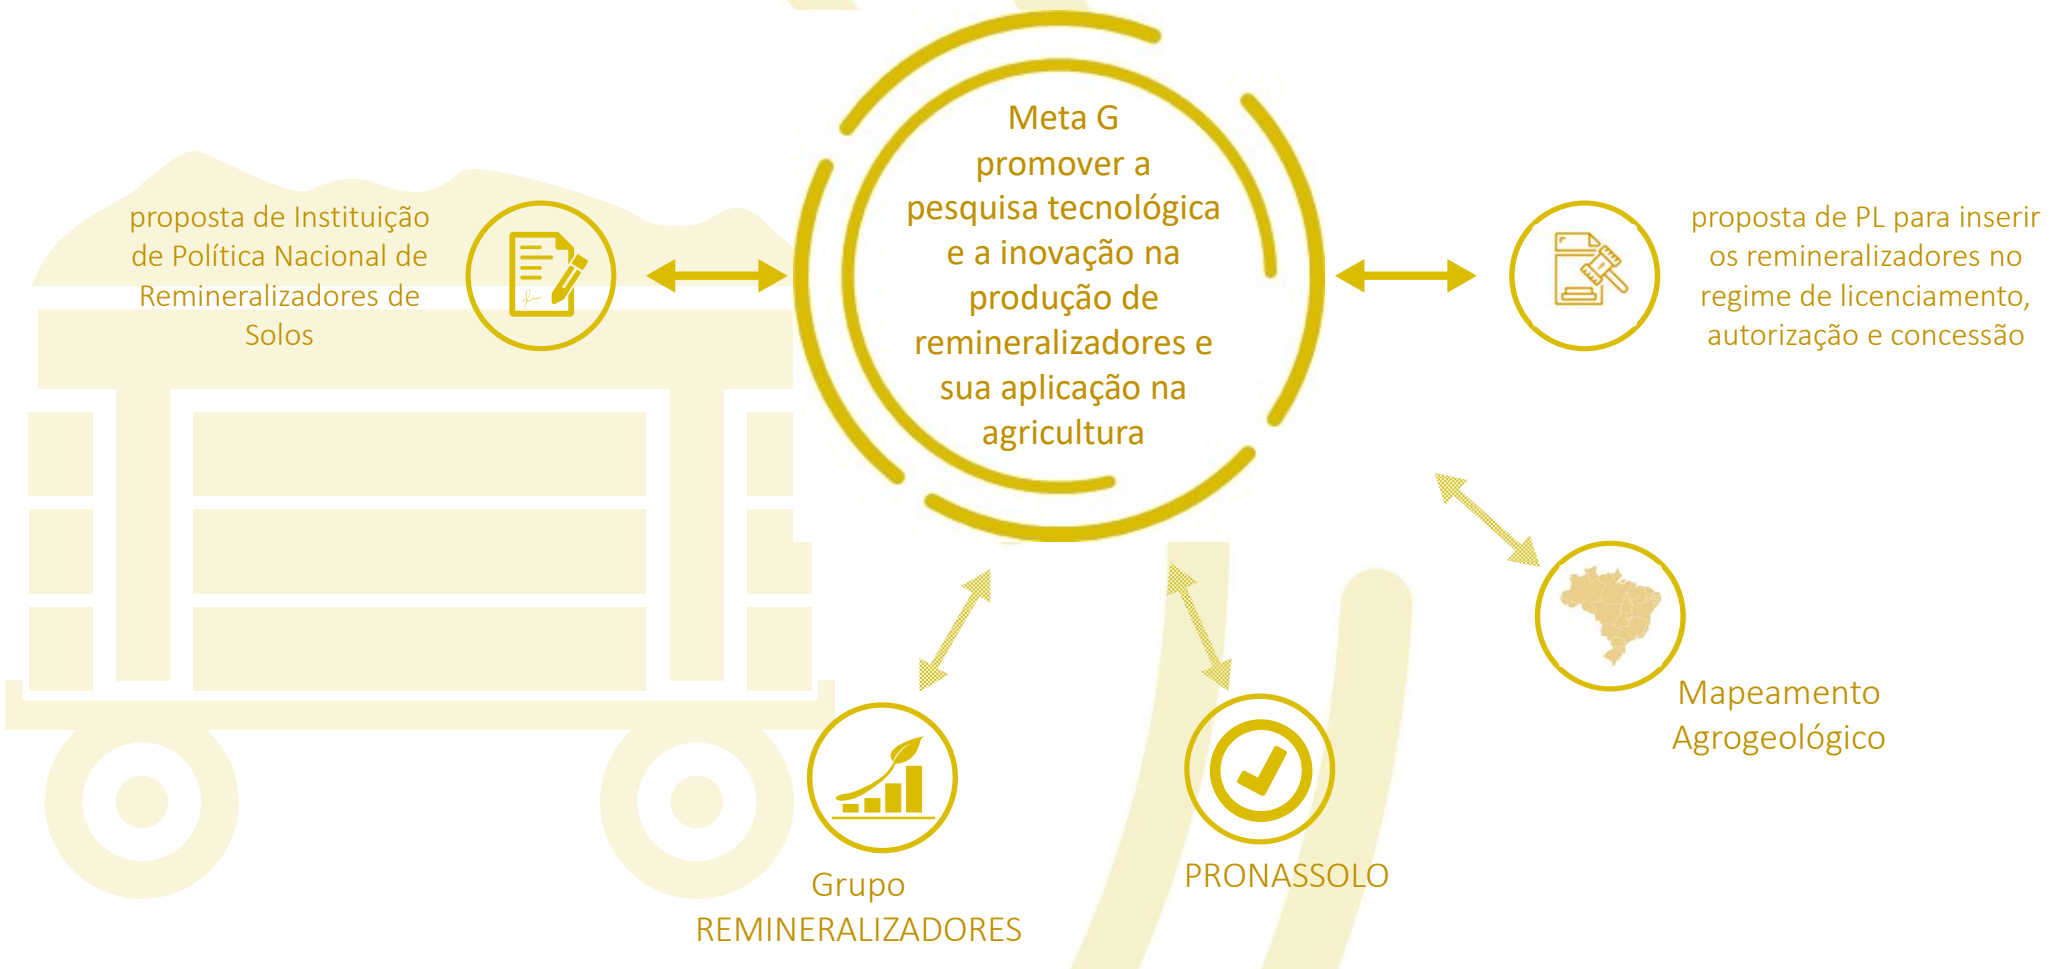 Meta G
promover a
pesquisa tecnológica
e a inovação na
produção de
remineralizadores e
sua aplicação na
agricultura
proposta de Instituição
de Política Nacional de
Remineralizadores de
Solos
proposta de PL para inserir
os remineralizadores no
regime de licenciamento,
autorização e concessão
Mapeamento
Agrogeológico
Grupo
REMINERALIZADORES
PRONASSOLO